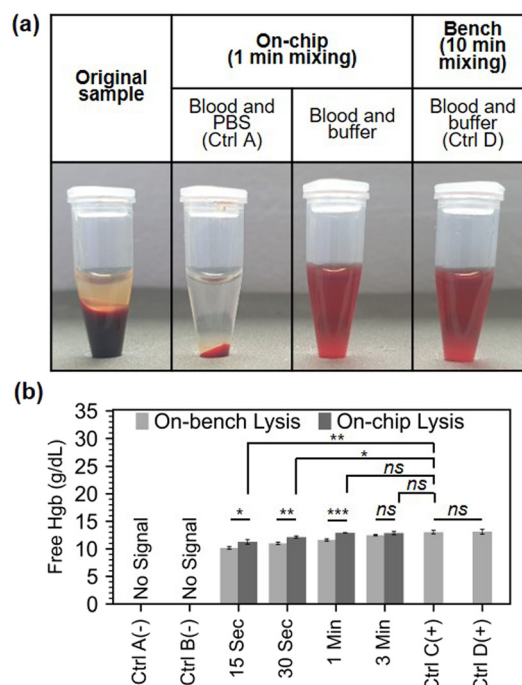 (a)
Original
sample
On-chip
(1 min mixing)
Bench
(10 min
mixing)
Blood and
PBS
(Ctrl A)
Blood and
buffer
Blood and
buffer
(Ctrl D)
(b)
Free Hgb (g/dL)
35
30
25
20
15
10
5
0
On-bench Lysis
On-chip Lysis
**
*
ns
ns
*
**
***
ns
ns
No Signal
No Signal
Ctrl A(-)
Ctrl B(-)
15 Sec
30 Sec
1 Min
3 Min
Ctrl C(+)
Ctrl D(+)